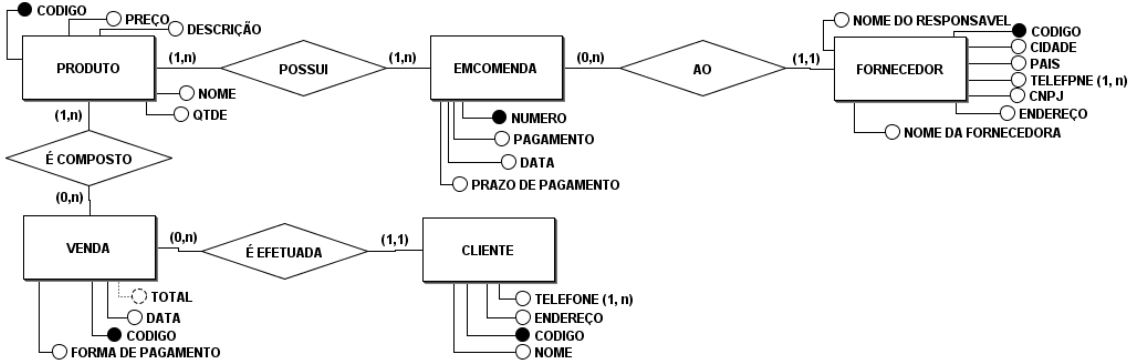 CODIGO
PREÇO
DESCRIÇÃO
PRODUTO
(1,n)
POSSUI
(1,n)
EMCOMENDA
(0,n)
AO
(1,1)
FORNECEDOR
NOME DO RESPONSAVEL
CODIGO
CIDADE
PAIS
TELEFPNE (1, n)
CNPJ
ENDEREÇO
NOME DA FORNECEDORA
NOME
QTDE
NUMERO
PAGAMENTO
DATA
PRAZO DE PAGAMENTO
(1,n)
É COMPOSTO
(0,n)
VENDA
(0,n)
É EFETUADA
(1,1)
CLIENTE
TOTAL
DATA
CODIGO
FORMA DE PAGAMENTO
TELEFONE (1, n)
ENDEREÇO
CODIGO
NOME